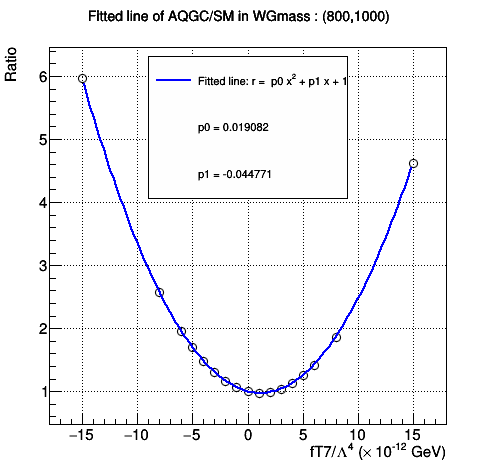 Fitted line of AQGC/SM in WGmass : (800,1000)
Ratio
6
5
4
3
2
1
Fitted line: r = p0 x² + p1 x + 1
p0 = 0.019082
p1 = -0.044771
−15 −10 −5 0 5 10 15
fT7/Λ⁴ (× 10⁻¹² GeV)